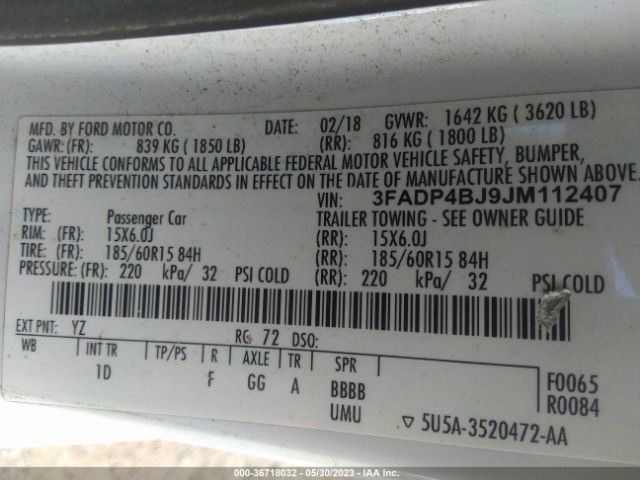 MFD. BY FORD MOTOR CO. DATE: 02/18 GVWR: 1642 KG ( 3620 LB)
GAWR:(FR): 839 KG ( 1850 LB) (RR): 816 KG ( 1800 LB)
THIS VEHICLE CONFORMS TO ALL APPLICABLE FEDERAL MOTOR VEHICLE SAFETY, BUMPER,
AND THEFT PREVENTION STANDARDS IN EFFECT ON THE DATE OF MANUFACTURE SHOWN ABOVE.
VIN: 3FADP4BJ9JM112407
TYPE: Passenger Car TRAILER TOWING - SEE OWNER GUIDE
RIM: (FR): 15X6.0J (RR): 15X6.0J
TIRE: (FR): 185/60R15 84H (RR): 185/60R15 84H
PRESSURE: (FR): 220 kPa/ 32 PSI COLD (RR): 220 kPa/ 32 PSI COLD
EXT PNT: YZ RC: 72 DSO:
WB INT TR TP/PS R AXLE TR SPR
1D F GG A BBBB F0065
UMU R0084
▽ 5U5A-3520472-AA
000-36718032 - 05/30/2023 - IAA Inc.